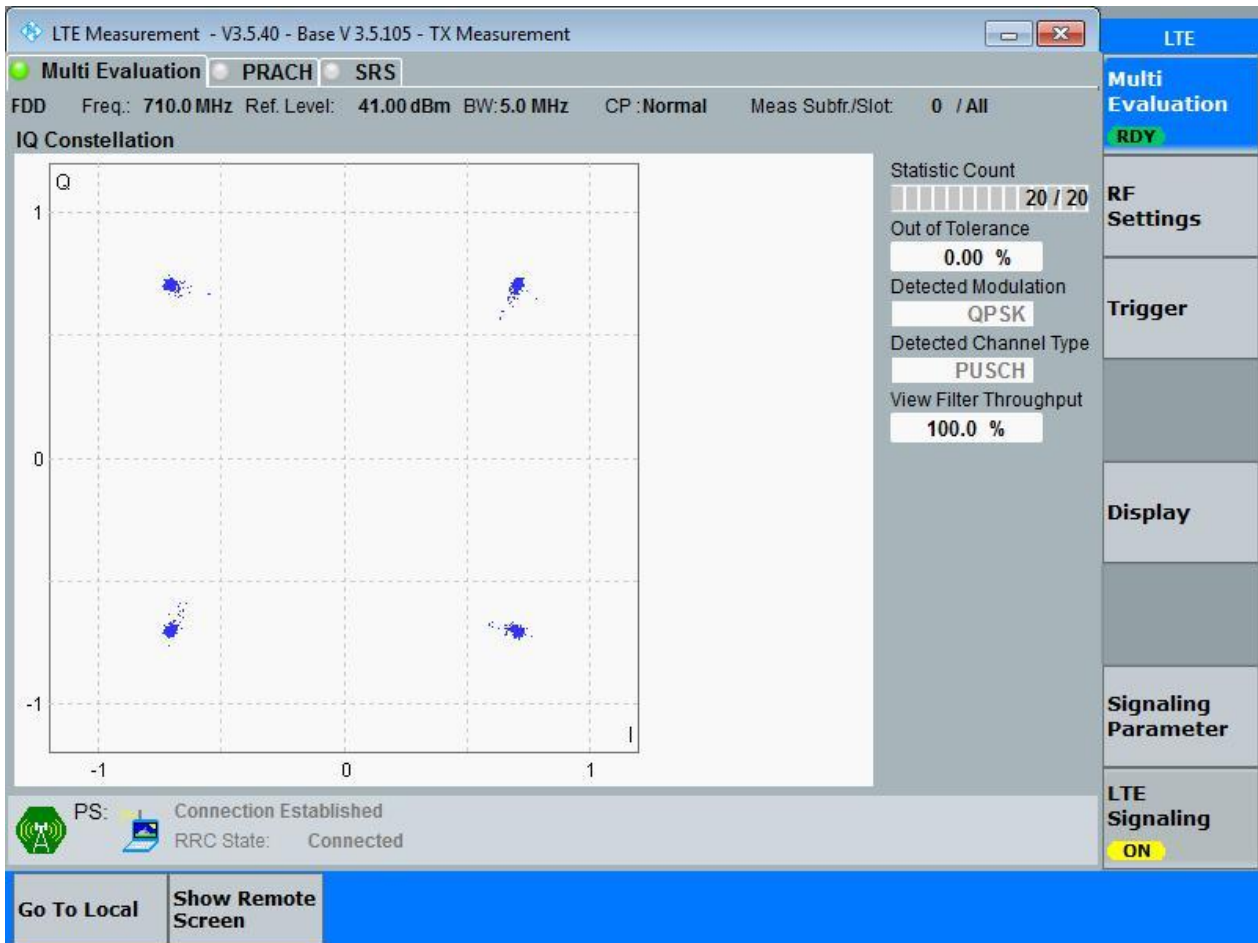 LTE Measurement - V3.5.40 - Base V 3.5.105 - TX Measurement
LTE
Multi Evaluation PRACH SRS
FDD Freq.: 710.0 MHz Ref. Level: 41.00 dBm BW: 5.0 MHz CP : Normal Meas Subfr./Slot: 0 / All
IQ Constellation
Q
1
0
-1
I
-1 0 1
Statistic Count
20 / 20
Out of Tolerance
0.00 %
Detected Modulation
QPSK
Detected Channel Type
PUSCH
View Filter Throughput
100.0 %
Multi
Evaluation
RDY
RF
Settings
Trigger
Display
Signaling
Parameter
LTE
Signaling
ON
PS: Connection Established
RRC State: Connected
Go To Local
Show Remote
Screen